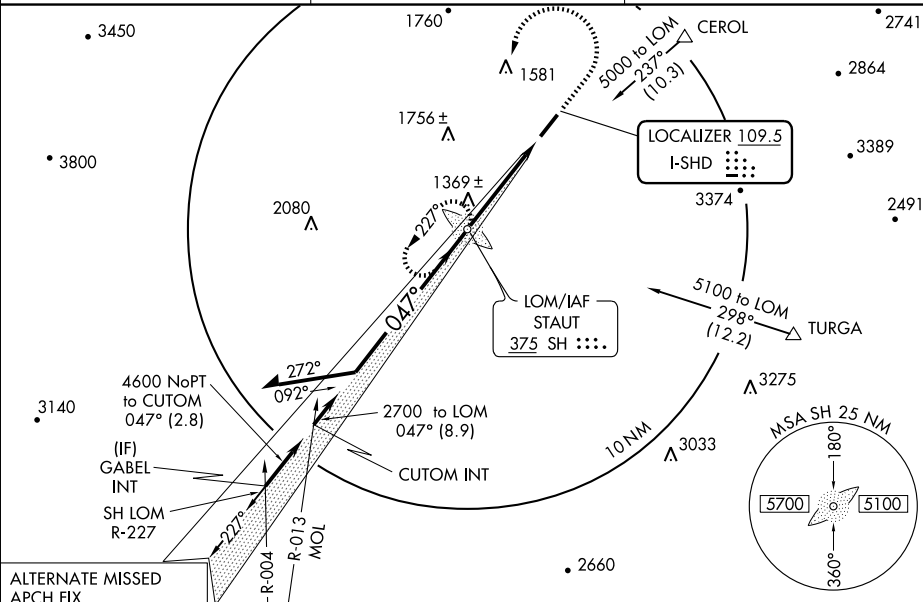 3450
1760
2741
CEROL
5000 to LOM
237°
(10.3)
1581
2864
1756 ±
LOCALIZER 109.5
I-SHD
3800
3389
1369 ±
3374
2080
227°
2491
5100 to LOM
298°
(12.2)
TURGA
LOM/IAF
STAUT
375 SH
047°
272°
092°
4600 NoPT
to CUTOM
047° (2.8)
2700 to LOM
047° (8.9)
3275
3140
(IF)
GABEL
INT
CUTOM INT
10 NM
3033
MSA SH 25 NM
180°
5700
5100
360°
SH LOM
R-227
227°
R-004
R-013
MOL
2660
ALTERNATE MISSED
APCH FIX